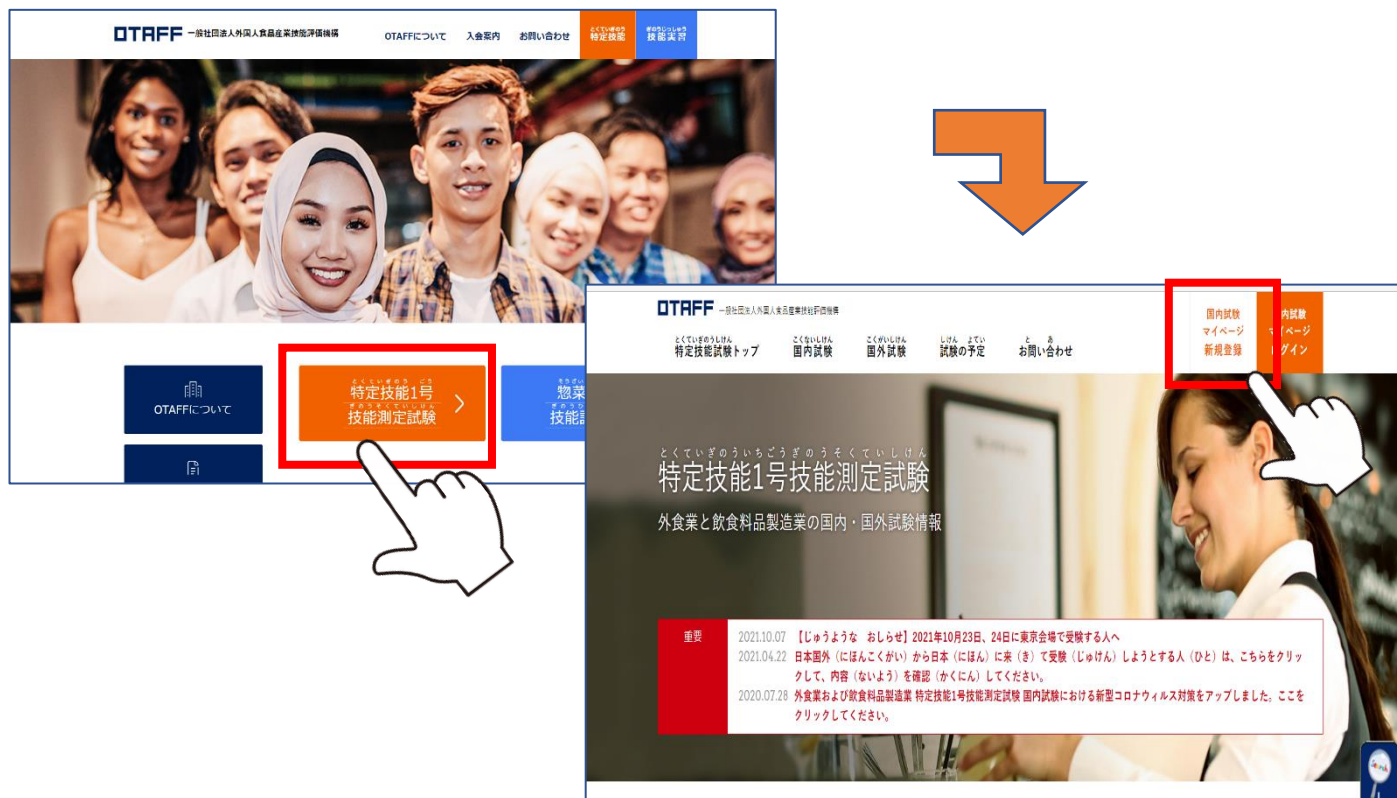 OTAFF 一般社団法人外国人食品産業技能評価機構
OTAFFについて 入会案内 お問い合わせ
とくていぎのう
特定技能
ぎのうじっしゅう
技能実習
OTAFFについて
とくていぎのう ごう
特定技能1号
ぎのうそくていしけん
技能測定試験
そうざい
惣菜
技能
OTAFF 一般社団法人外国人食品産業技能評価機構
とくていぎのうしけん
特定技能試験トップ
こくないしけん
国内試験
こくがいしけん
国外試験
しけん よてい
試験の予定
と あ
お問い合わせ
国内試験
マイページ
新規登録
内試験
マイページ
ログイン
とくていぎのういちごうぎのうそくていしけん
特定技能1号技能測定試験
外食業と飲食料品製造業の国内・国外試験情報
重要
2021.10.07 【じゅうような おしらせ】2021年10月23日、24日に東京会場で受験する人へ
2021.04.22 日本国外（にほんこくがい）から日本（にほん）に来（き）て受験（じゅけん）しようとする人（ひと）は、こちらをクリッ
クして、内容（ないよう）を確認（かくにん）してください。
2020.07.28 外食業および飲食料品製造業 特定技能1号技能測定試験 国内試験における新型コロナウィルス対策をアップしました。ここを
クリックしてください。